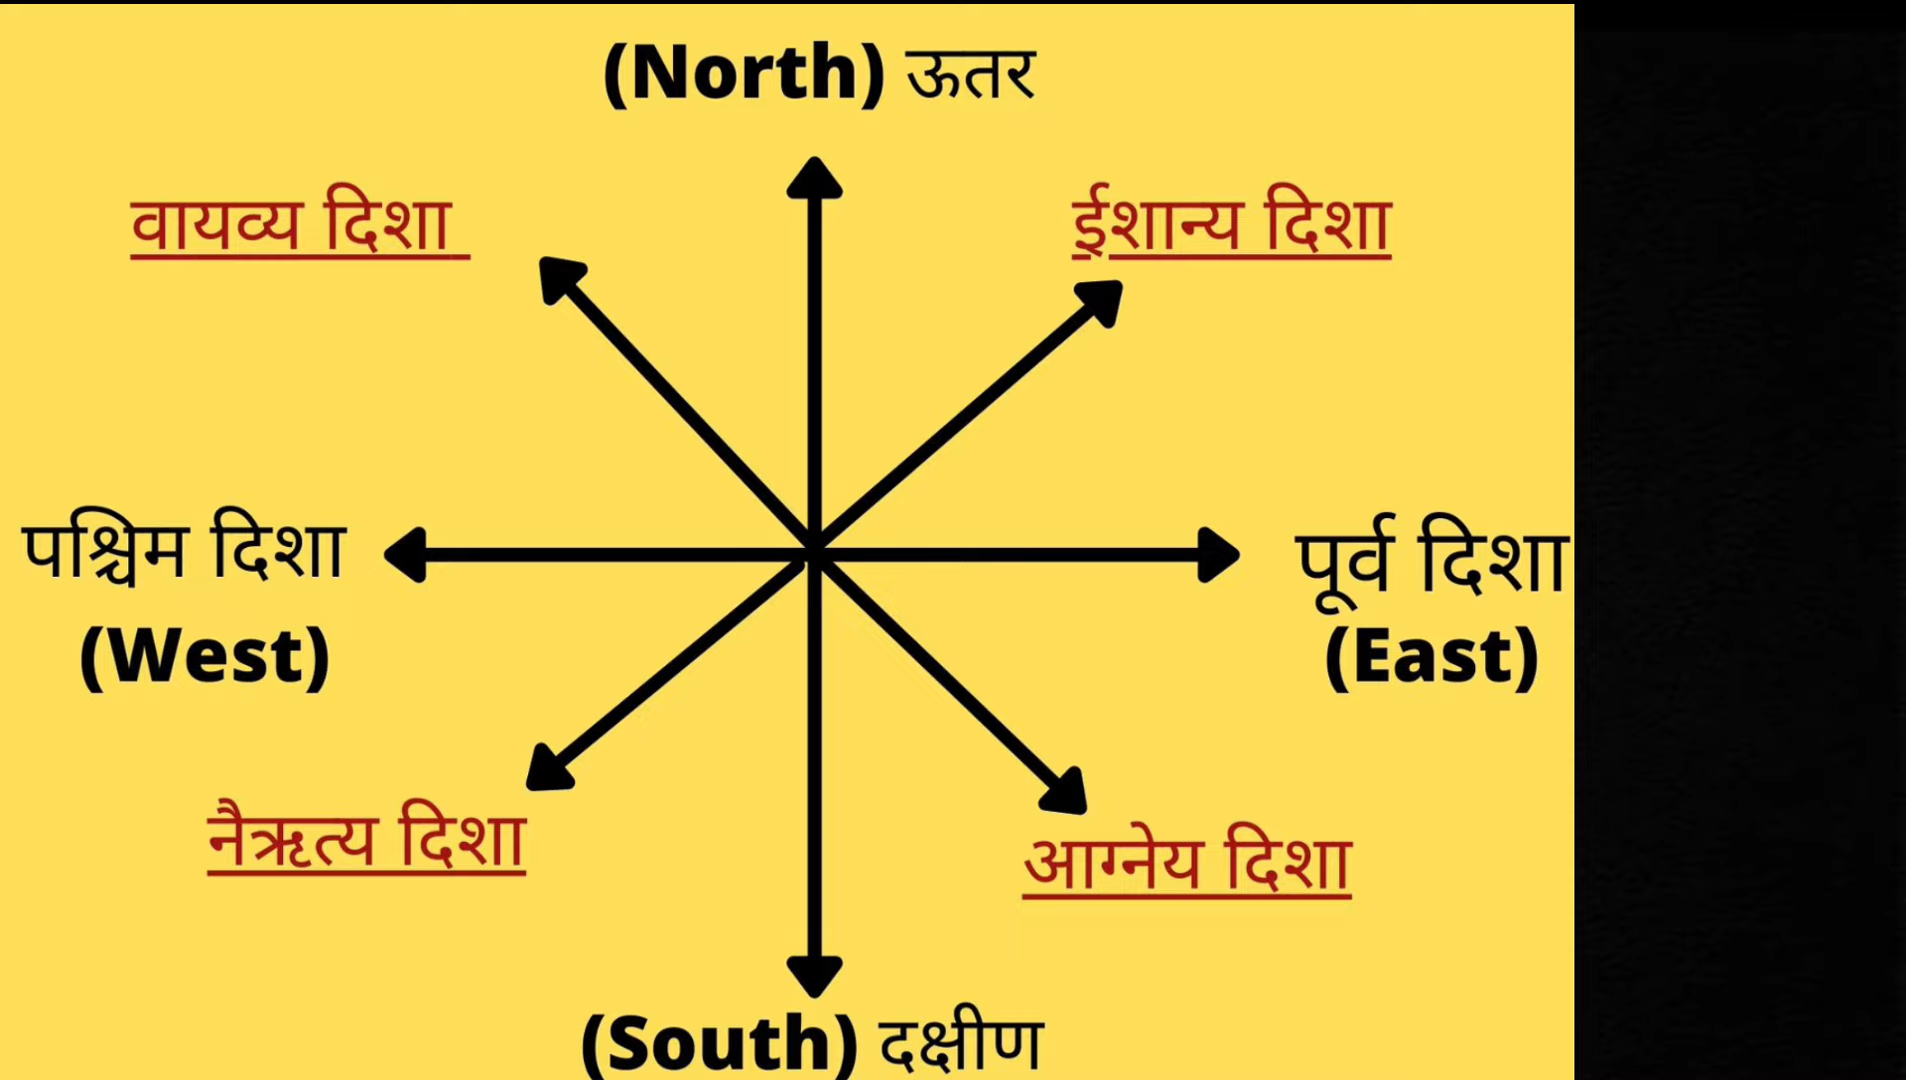 (North) ऊतर
वायव्य दिशा
ईशान्य दिशा
पश्चिम दिशा
(West)
पूर्व दिशा
(East)
नैऋत्य दिशा
आग्नेय दिशा
(South) दक्षीण